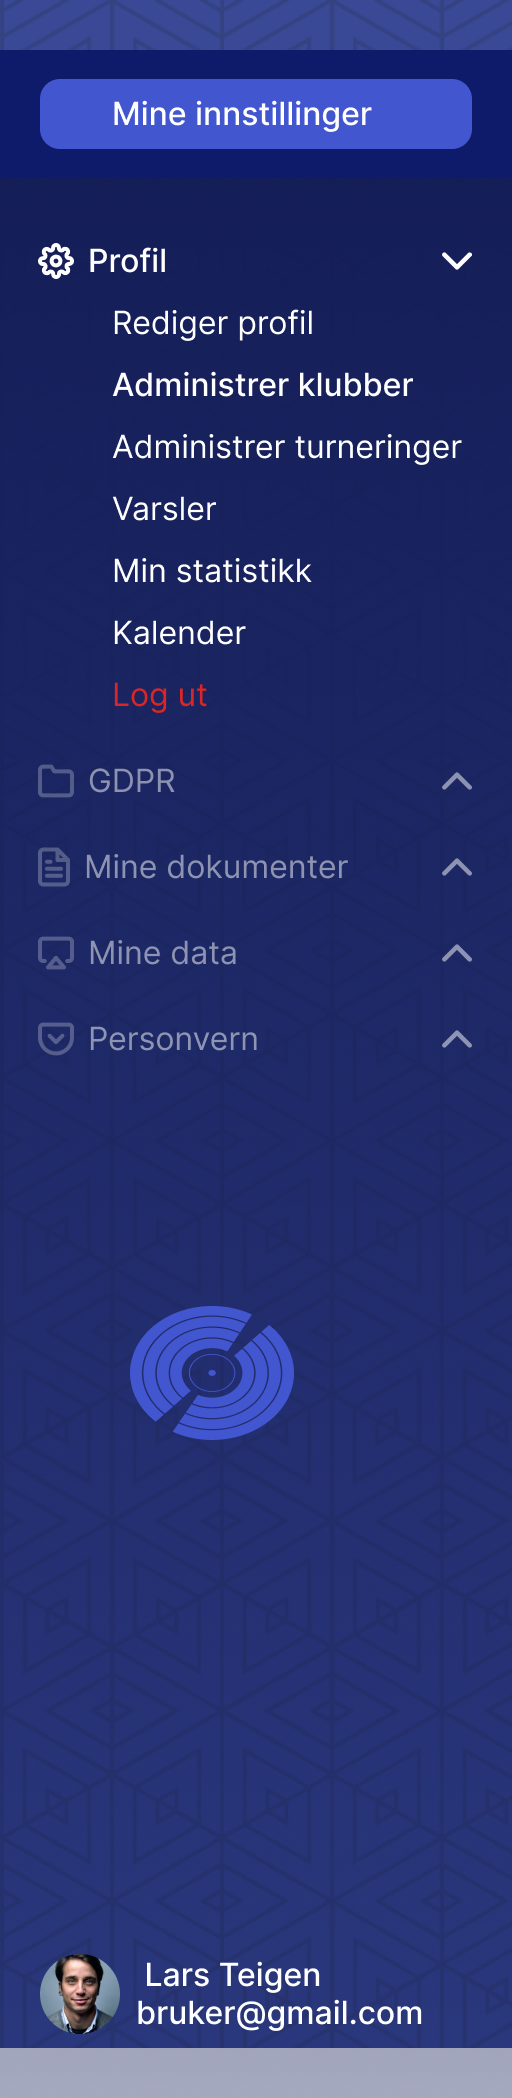 Mine innstillinger
Profil
Rediger profil
Administrer klubber
Administrer turneringer
Varsler
Min statistikk
Kalender
Log ut
GDPR
Mine dokumenter
Mine data
Personvern
Lars Teigen
bruker@gmail.com